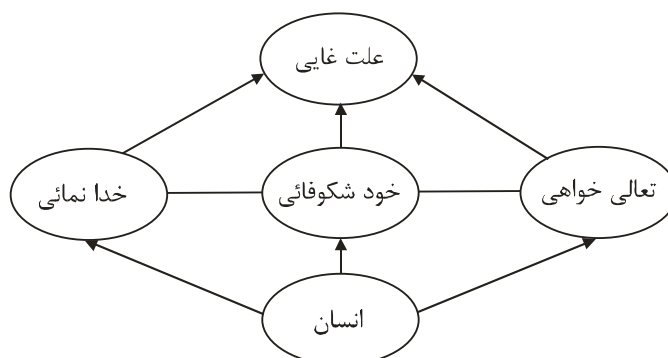 علت غایی
تعالی خواهی
خود شکوفائی
خدا نمائی
انسان